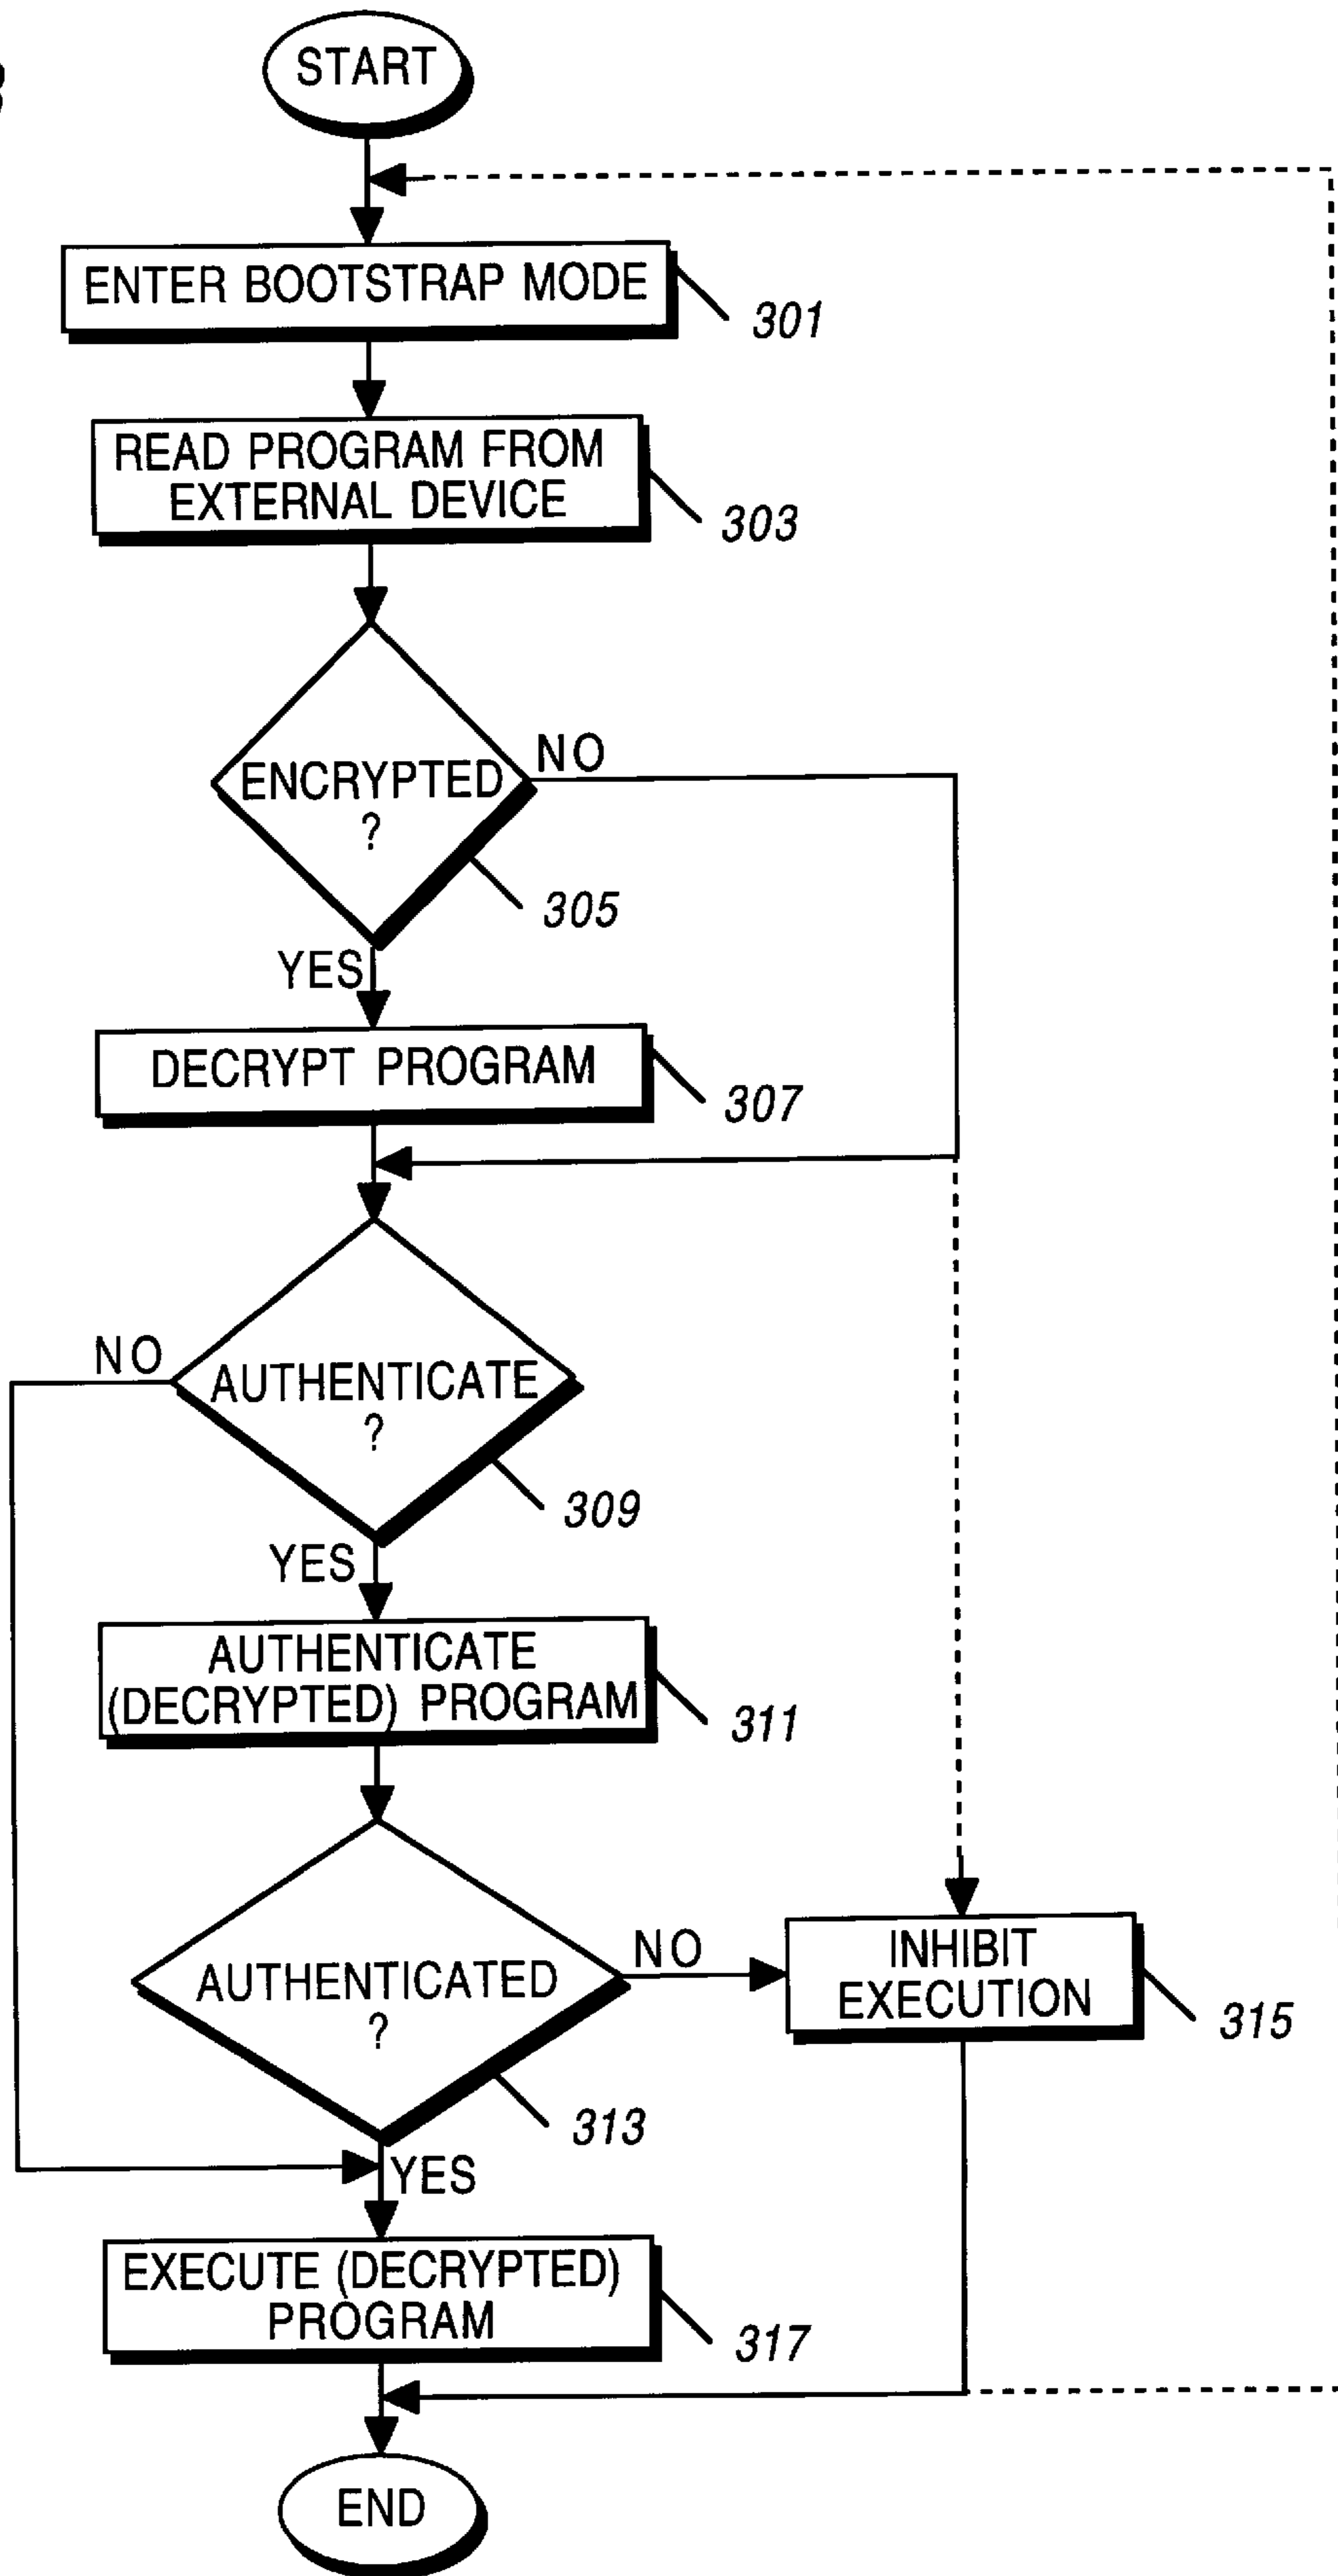 START
ENTER BOOTSTRAP MODE
301
READ PROGRAM FROM
EXTERNAL DEVICE
303
ENCRYPTED
?
NO
305
YES
DECRYPT PROGRAM
307
NO
AUTHENTICATE
?
309
YES
AUTHENTICATE
(DECRYPTED) PROGRAM
311
AUTHENTICATED
?
NO
313
INHIBIT
EXECUTION
315
YES
EXECUTE (DECRYPTED)
PROGRAM
317
END